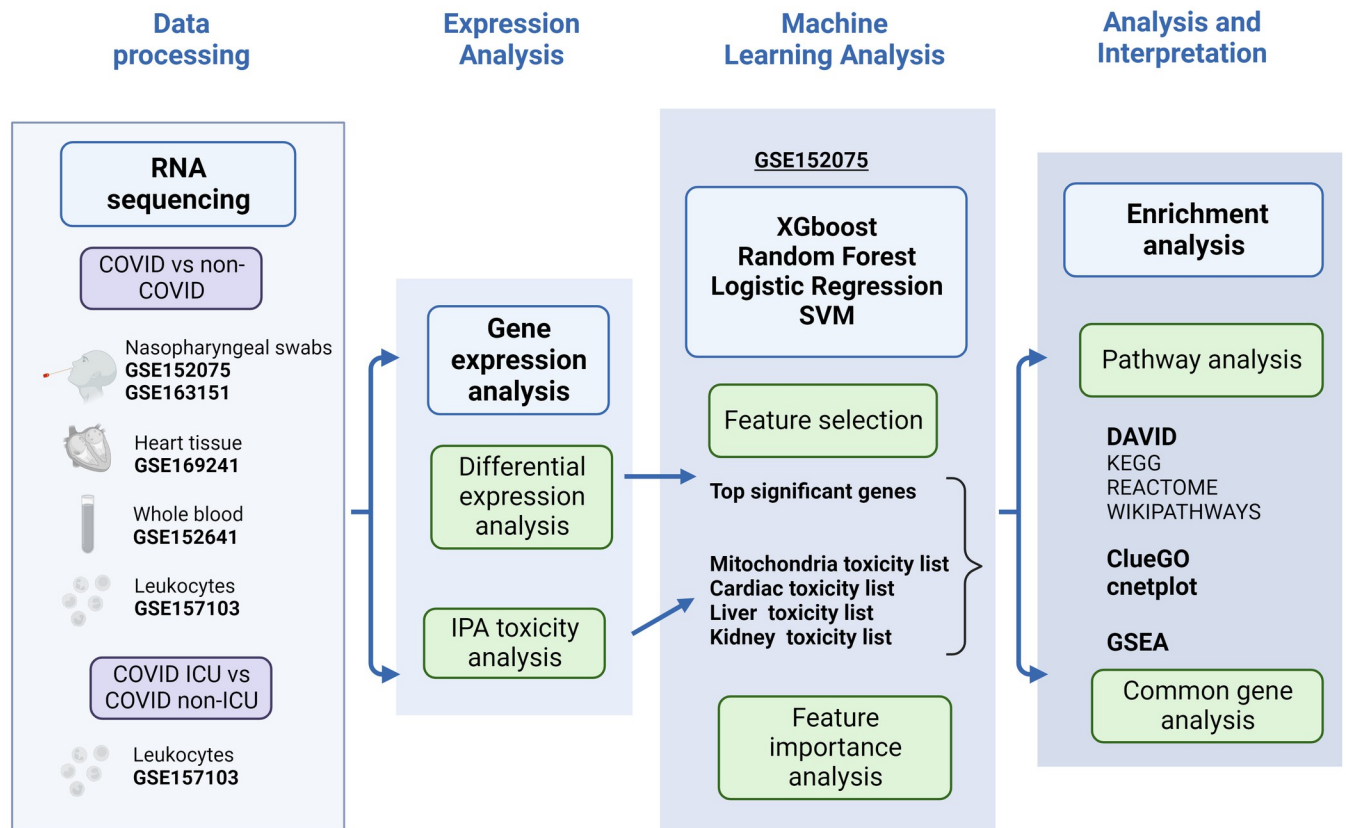 Data
processing
Expression
Analysis
Machine
Learning Analysis
Analysis and
Interpretation
RNA
sequencing
COVID vs non-
COVID
Nasopharyngeal swabs
GSE152075
GSE163151
Heart tissue
GSE169241
Whole blood
GSE152641
Leukocytes
GSE157103
COVID ICU vs
COVID non-ICU
Leukocytes
GSE157103
Gene
expression
analysis
Differential
expression
analysis
IPA toxicity
analysis
GSE152075
XGboost
Random Forest
Logistic Regression
SVM
Feature selection
Top significant genes
Mitochondria toxicity list
Cardiac toxicity list
Liver toxicity list
Kidney toxicity list
Feature
importance
analysis
Enrichment
analysis
Pathway analysis
DAVID
KEGG
REACTOME
WIKIPATHWAYS
ClueGO
cnetplot
GSEA
Common gene
analysis